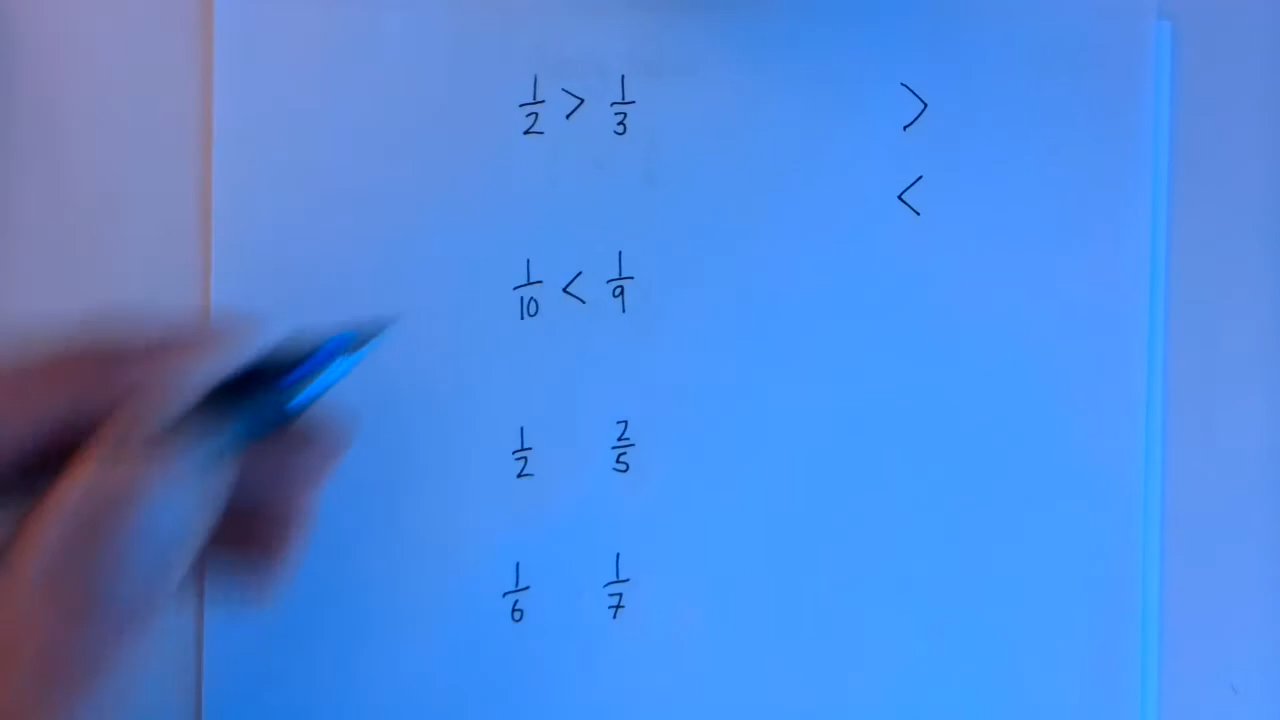 1/2 > 1/3 >
<
1/10 < 1/9
1/2 2/5
1/6 1/7